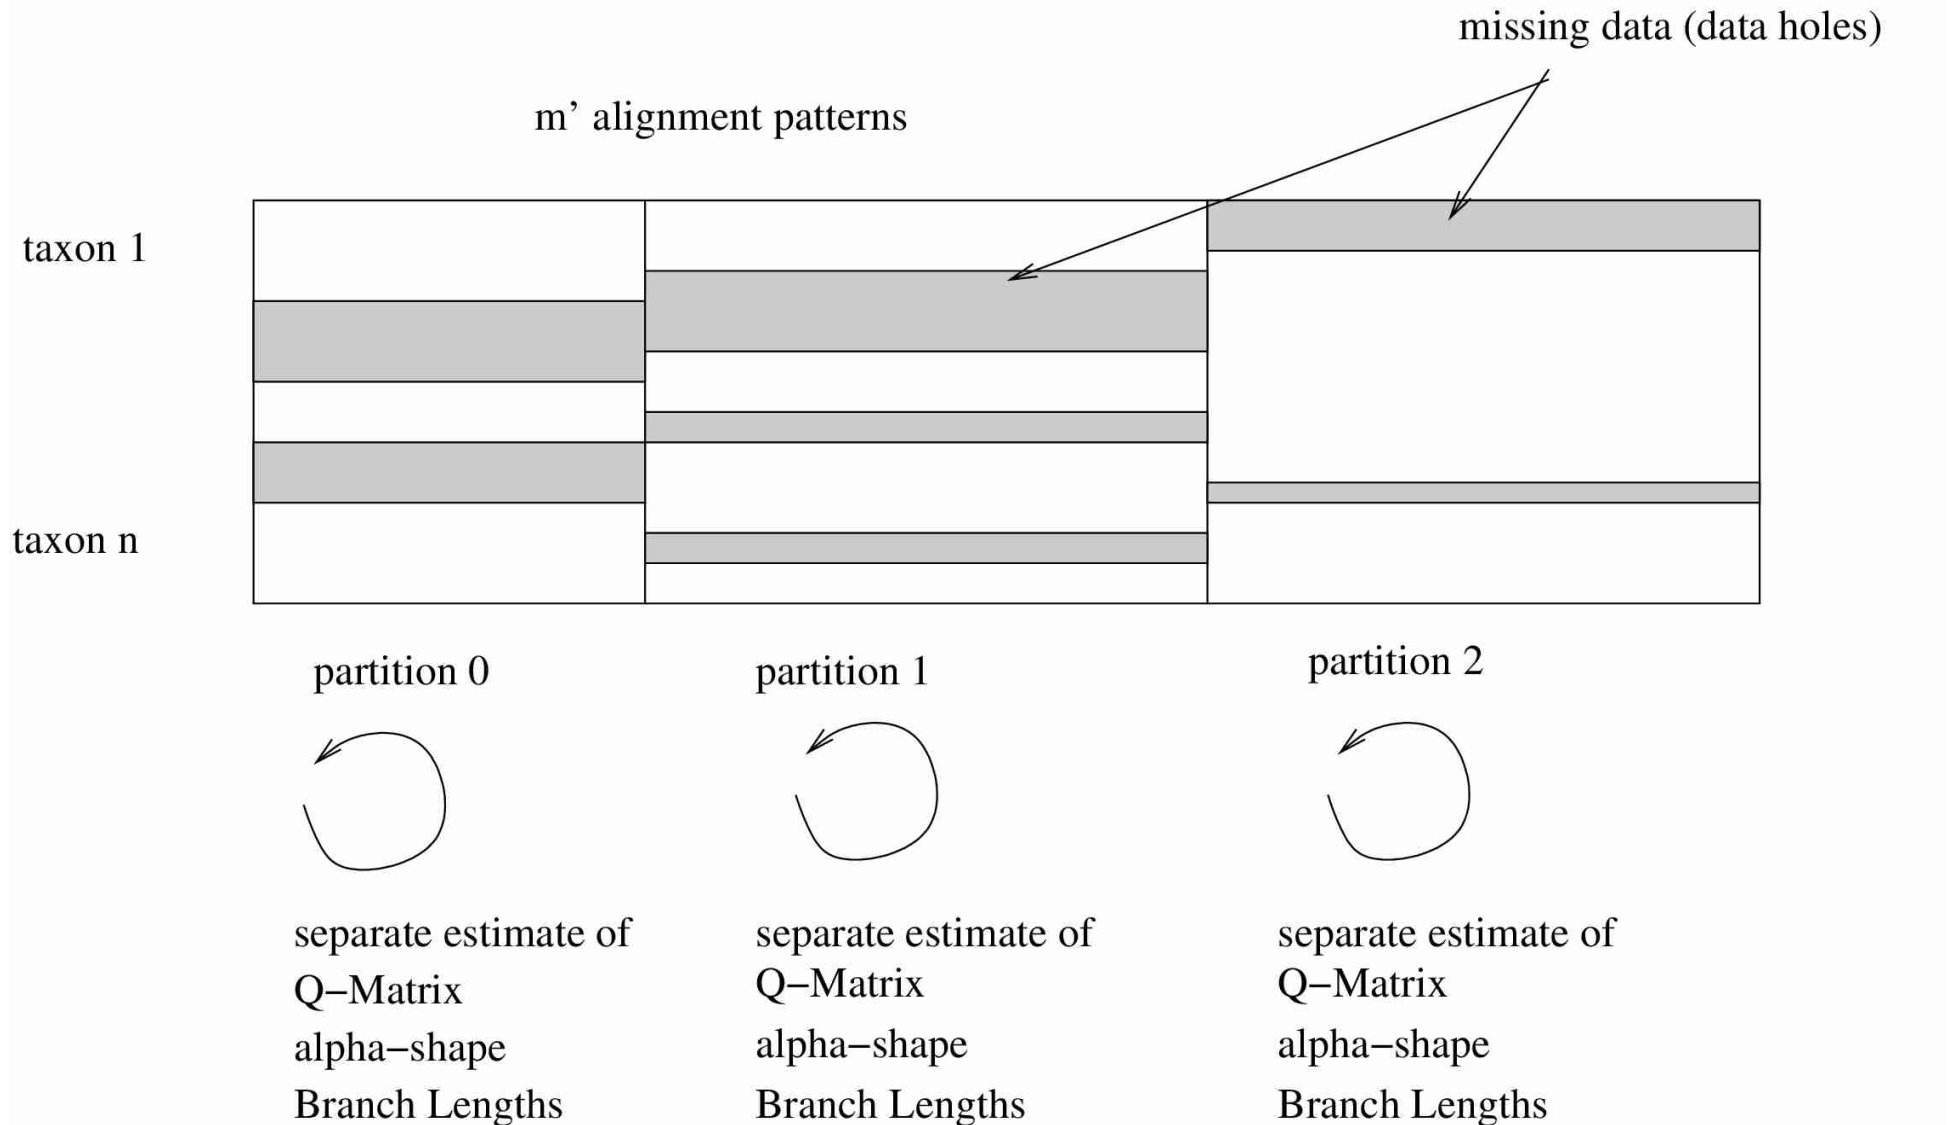 missing data (data holes)
m’ alignment patterns
taxon 1
taxon n
partition 0
partition 1
partition 2
separate estimate of
Q−Matrix
alpha−shape
Branch Lengths
separate estimate of
Q−Matrix
alpha−shape
Branch Lengths
separate estimate of
Q−Matrix
alpha−shape
Branch Lengths